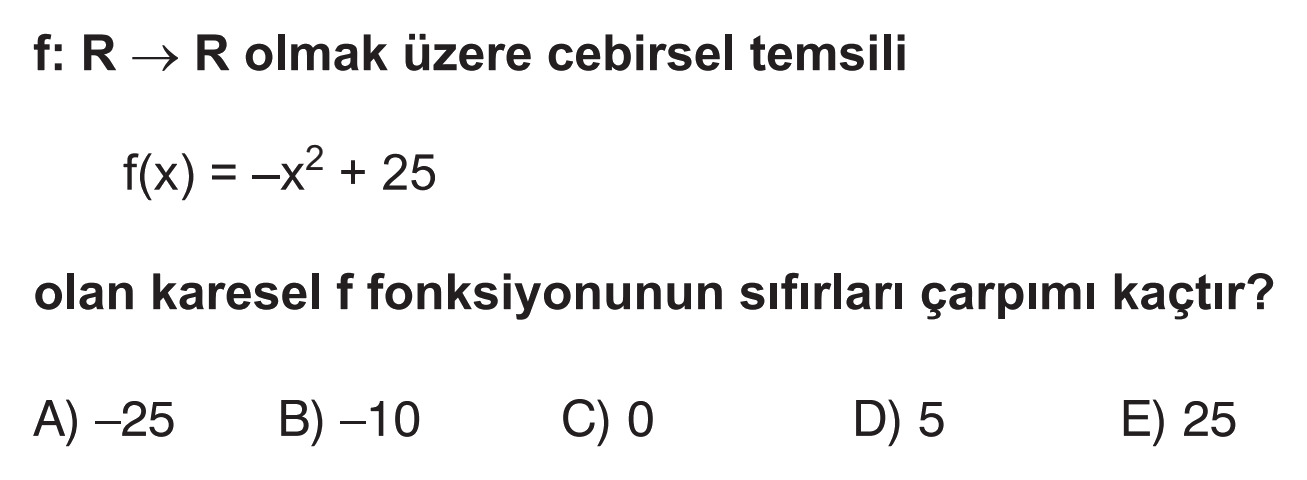 f: R → R olmak üzere cebirsel temsili
f(x) = –x² + 25
olan karesel f fonksiyonunun sıfırları çarpımı kaçtır?
A) –25 B) –10 C) 0 D) 5 E) 25